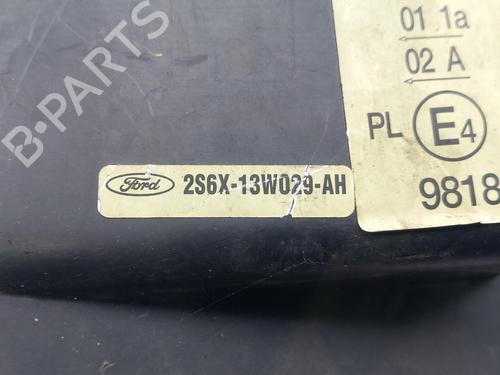 B-PARTS
01 1a
02 A
PL E4
9818
Ford 2S6X-13W029-AH